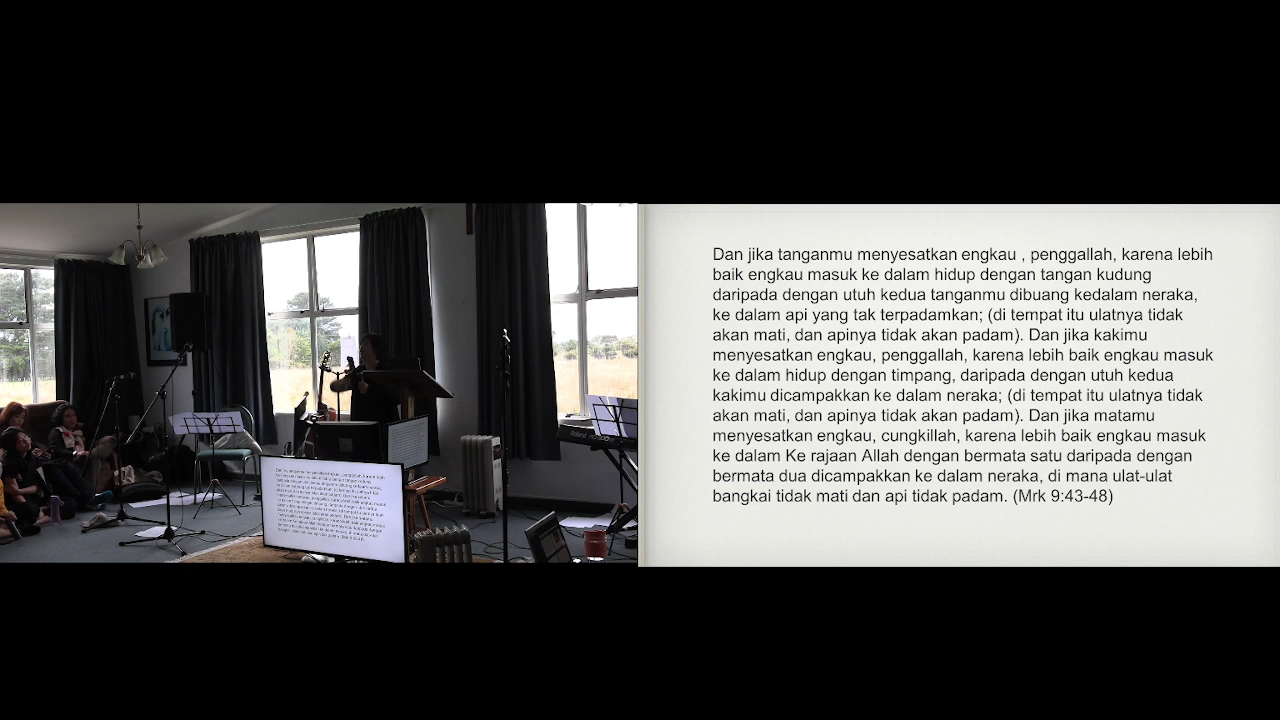 Dan jika tanganmu menyesatkan engkau , penggallah, karena lebih
baik engkau masuk ke dalam hidup dengan tangan kudung
daripada dengan utuh kedua tanganmu dibuang kedalam neraka,
ke dalam api yang tak terpadamkan; (di tempat itu ulatnya tidak
akan mati, dan apinya tidak akan padam). Dan jika kakimu
menyesatkan engkau, penggallah, karena lebih baik engkau masuk
ke dalam hidup dengan timpang, daripada dengan utuh kedua
kakimu dicampakkan ke dalam neraka; (di tempat itu ulatnya tidak
akan mati, dan apinya tidak akan padam). Dan jika matamu
menyesatkan engkau, cungkillah, karena lebih baik engkau masuk
ke dalam Ke rajaan Allah dengan bermata satu daripada dengan
bermata dua dicampakkan ke dalam neraka, di mana ulat-ulat
bangkai tidak mati dan api tidak padam. (Mrk 9:43-48)
Roland